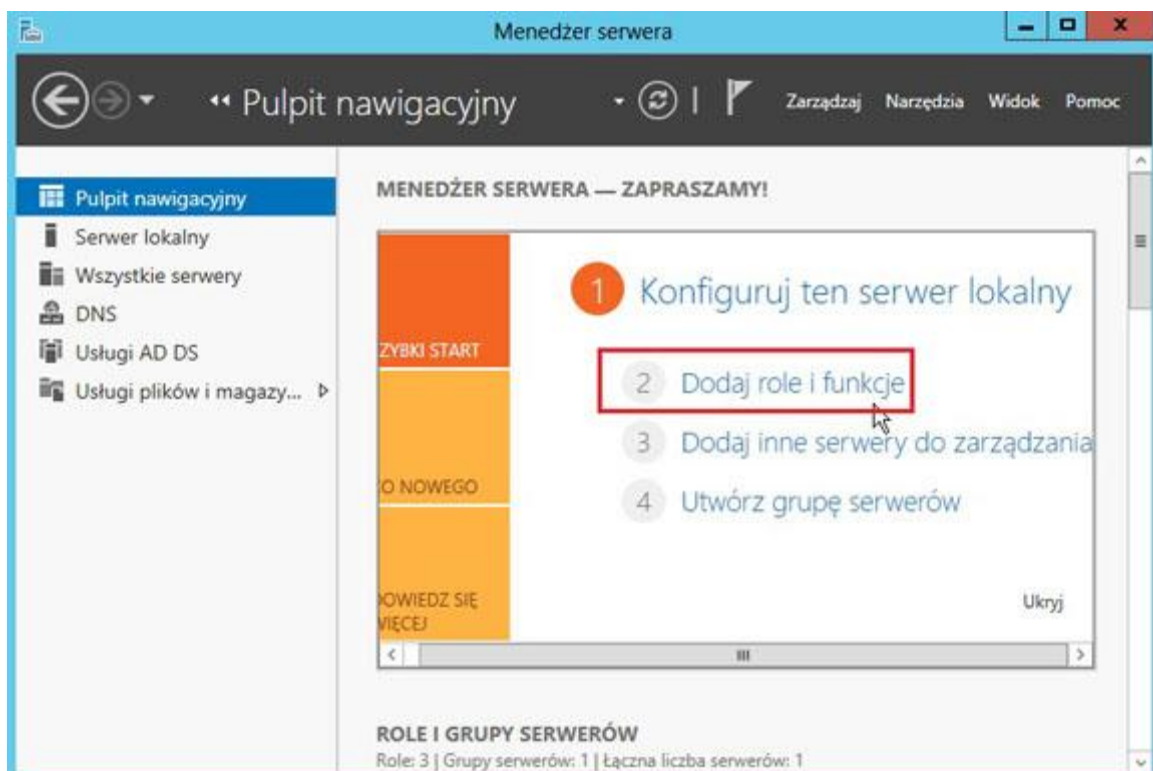 Menedżer serwera
Pulpit nawigacyjny
Zarządzaj Narzędzia Widok Pomoc
Pulpit nawigacyjny
Serwer lokalny
Wszystkie serwery
DNS
Usługi AD DS
Usługi plików i magazy...
MENEDŻER SERWERA — ZAPRASZAMY!
ZYBKI START
O NOWEGO
OWIEDZ SIĘ
WIĘCEJ
1 Konfiguruj ten serwer lokalny
2 Dodaj role i funkcje
3 Dodaj inne serwery do zarządzania
4 Utwórz grupę serwerów
Ukryj
ROLE I GRUPY SERWERÓW
Role: 3 | Grupy serwerów: 1 | Łączna liczba serwerów: 1